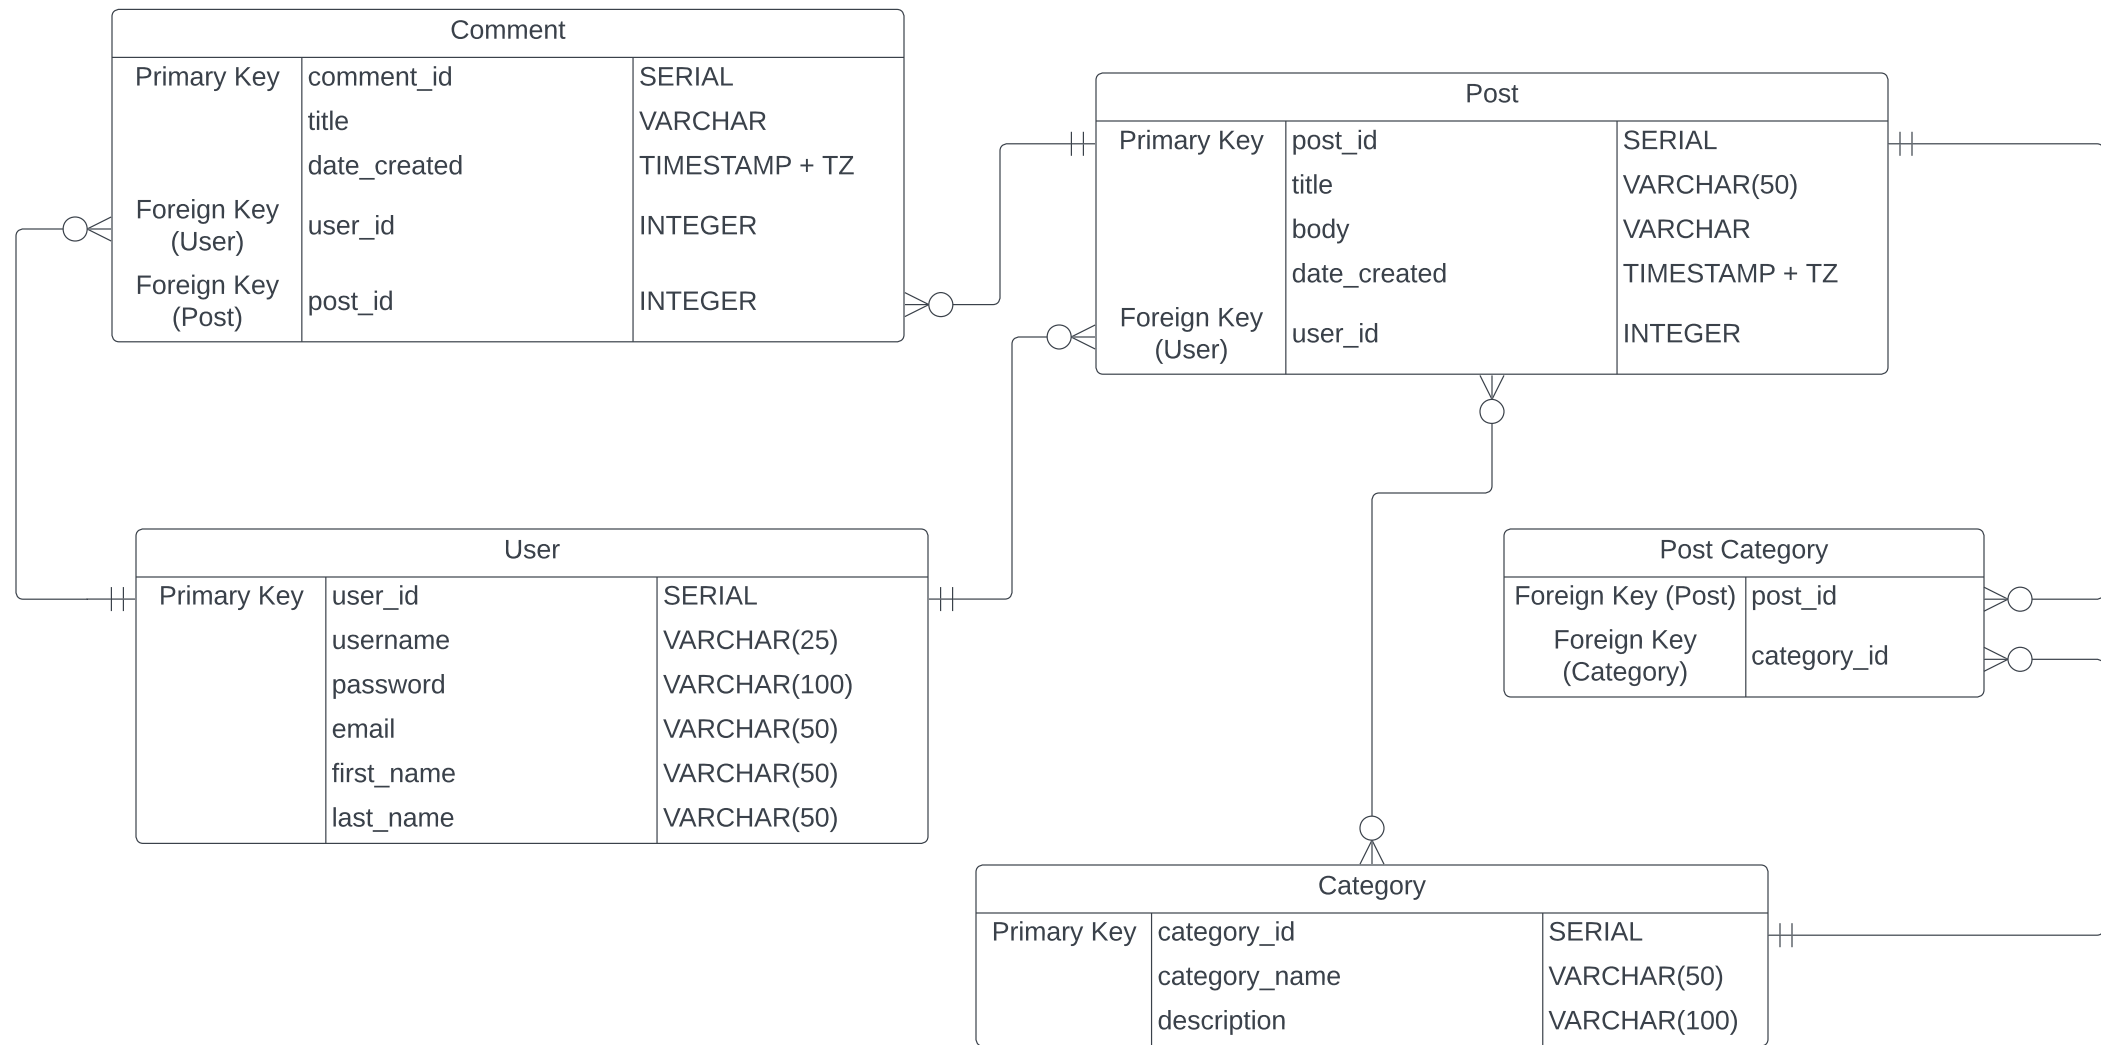 Comment
Primary Key comment_id SERIAL
title VARCHAR
date_created TIMESTAMP + TZ
Foreign Key
(User) user_id INTEGER
Foreign Key
(Post) post_id INTEGER
Post
Primary Key post_id SERIAL
title VARCHAR(50)
body VARCHAR
date_created TIMESTAMP + TZ
Foreign Key
(User) user_id INTEGER
User
Primary Key user_id SERIAL
username VARCHAR(25)
password VARCHAR(100)
email VARCHAR(50)
first_name VARCHAR(50)
last_name VARCHAR(50)
Post Category
Foreign Key (Post) post_id
Foreign Key
(Category) category_id
Category
Primary Key category_id SERIAL
category_name VARCHAR(50)
description VARCHAR(100)